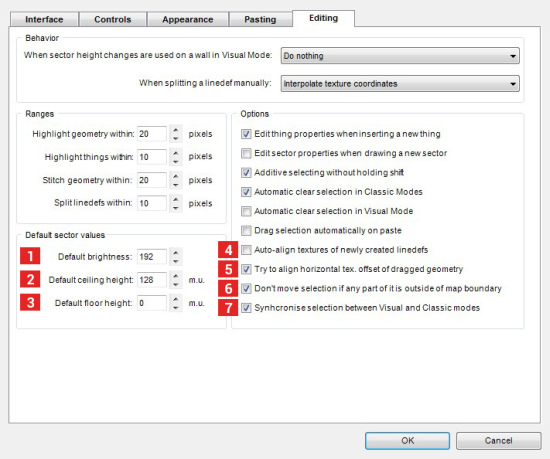 Interface Controls Appearance Pasting Editing
Behavior
When sector height changes are used on a wall in Visual Mode: Do nothing
When splitting a linedef manually: Interpolate texture coordinates
Ranges
Highlight geometry within: 20 pixels
Highlight things within: 10 pixels
Stitch geometry within: 20 pixels
Split linedefs within: 10 pixels
Default sector values
1 Default brightness: 192
2 Default ceiling height: 128 m.u.
3 Default floor height: 0 m.u.
Options
Edit thing properties when inserting a new thing
Edit sector properties when drawing a new sector
Additive selecting without holding shift
Automatic clear selection in Classic Modes
Automatic clear selection in Visual Mode
Drag selection automatically on paste
4 Auto-align textures of newly created linedefs
5 Try to align horizontal tex. offset of dragged geometry
6 Don't move selection if any part of it is outside of map boundary
7 Synhcronise selection between Visual and Classic modes
OK Cancel